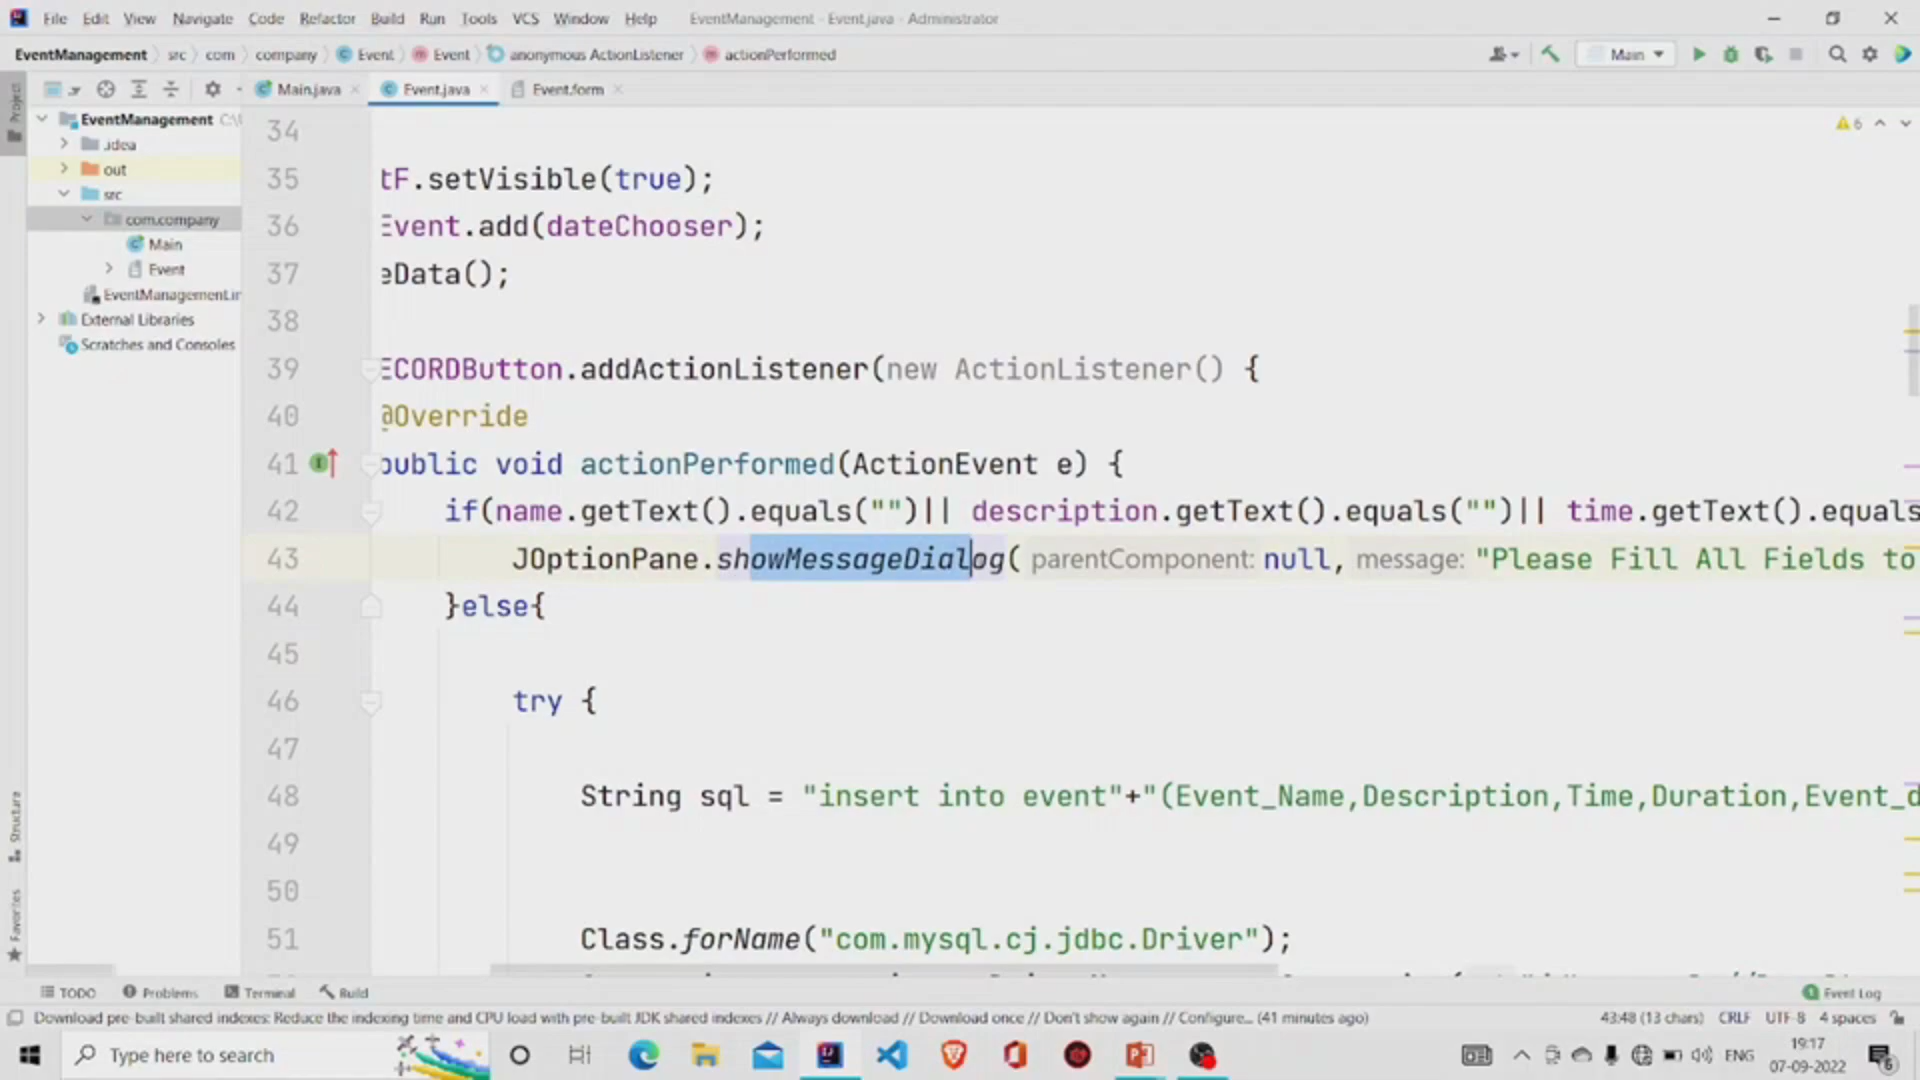 File Edit View Navigate Code Refactor Build Run Tools VCS Window Help EventManagement - Event.java - Administrator
EventManagement src com company Event Event anonymous ActionListener actionPerformed Main
Main.java Event.java Event.form
Project
EventManagement C:\
.idea
out
src
com.company
Main
Event
EventManagement.ir
External Libraries
Scratches and Consoles
6
34
35 tF.setVisible(true);
36 Event.add(dateChooser);
37 eData();
38
39 ECORDButton.addActionListener(new ActionListener() {
40 @Override
41 public void actionPerformed(ActionEvent e) {
42 if(name.getText().equals("")|| description.getText().equals("")|| time.getText().equals
43 JOptionPane.showMessageDialog( parentComponent: null, message: "Please Fill All Fields to
44 }else{
45
46 try {
47
48 String sql = "insert into event"+"(Event_Name,Description,Time,Duration,Event_d
49
50
51 Class.forName("com.mysql.cj.jdbc.Driver");
Structure
Favorites
TODO Problems Terminal Build Event Log
Download pre-built shared indexes: Reduce the indexing time and CPU load with pre-built JDK shared indexes // Always download // Download once // Don't show again // Configure... (41 minutes ago) 43:48 (13 chars) CRLF UTF-8 4 spaces
Type here to search ENG 19:17
07-09-2022 6